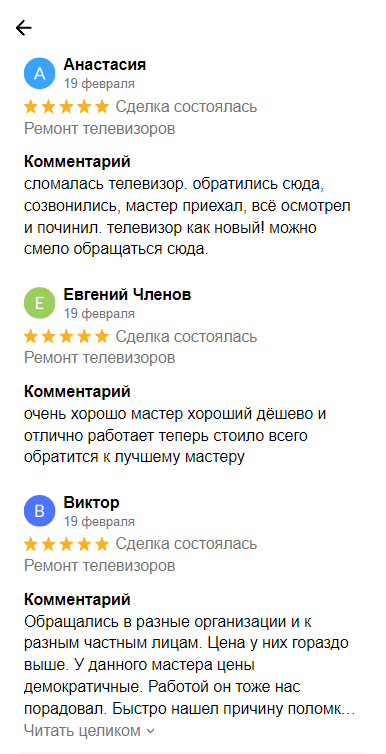 Анастасия
А
19 февраля
Сделка состоялась
Ремонт телевизоров
Комментарий
сломалась телевизор. обратились сюда,
созвонились, мастер приехал, всё осмотрел
и починил. телевизор как новый! можно
смело обращаться сюда.
Евгений Членов
Е
19 февраля
Сделка состоялась
Ремонт телевизоров
Комментарий
очень хорошо мастер хороший дёшево и
отлично работает теперь стоило всего
обратится к лучшему мастеру
Виктор
В
19 февраля
Сделка состоялась
Ремонт телевизоров
Комментарий
Обращались в разные организации и к
разным частным лицам. Цена у них гораздо
выше. У данного мастера цены
демократичные. Работой он тоже нас
порадовал. Быстро нашел причину поломк…
Читать целиком